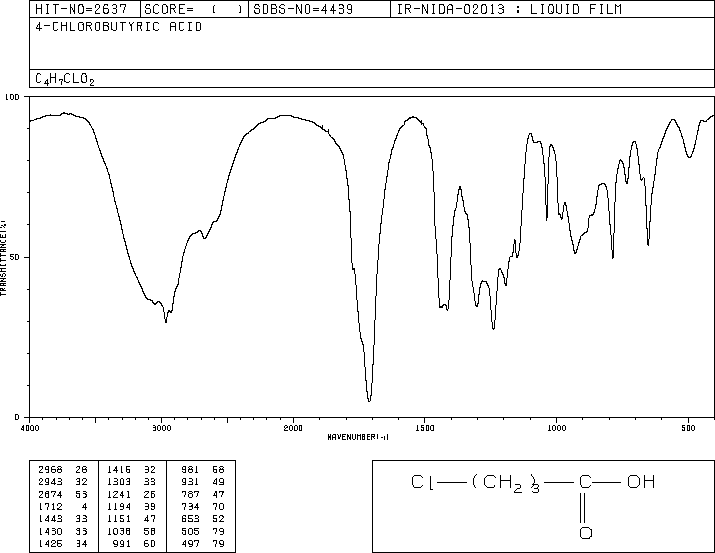 HIT-NO=2637 SCORE= ( ) SDBS-NO=4439 IR-NIDA-02013 : LIQUID FILM
4-CHLOROBUTYRIC ACID
C4H7CLO2
100
TRANSMITTANCE(%)
50
0
4000 3000 2000 1500 1000 500
WAVENUMBER(-1)
2968 28 1416 32 981 58
2943 32 1303 33 931 49
2674 53 1241 26 787 47
1712 4 1194 39 734 70
1443 33 1151 47 653 52
1430 33 1038 58 505 79
1426 34 991 60 497 79
Cl—(CH2)3—C—OH
O